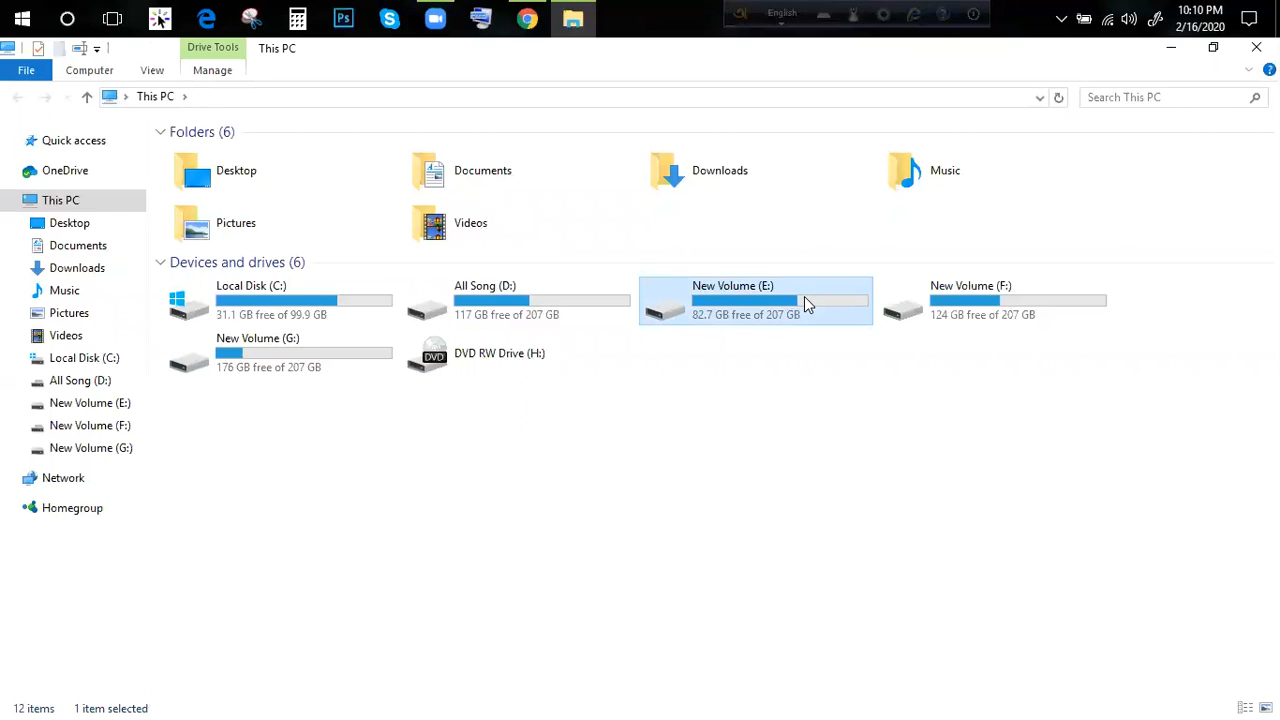 Ps
English
10:10 PM
2/16/2020
Drive Tools
This PC
File
Computer
View
Manage
This PC
Search This PC
Quick access
OneDrive
This PC
Desktop
Documents
Downloads
Music
Pictures
Videos
Local Disk (C:)
All Song (D:)
New Volume (E:)
New Volume (F:)
New Volume (G:)
Network
Homegroup
Folders (6)
Desktop
Documents
Downloads
Music
Pictures
Videos
Devices and drives (6)
Local Disk (C:)
31.1 GB free of 99.9 GB
All Song (D:)
117 GB free of 207 GB
New Volume (E:)
82.7 GB free of 207 GB
New Volume (F:)
124 GB free of 207 GB
New Volume (G:)
176 GB free of 207 GB
DVD
DVD RW Drive (H:)
12 items
1 item selected